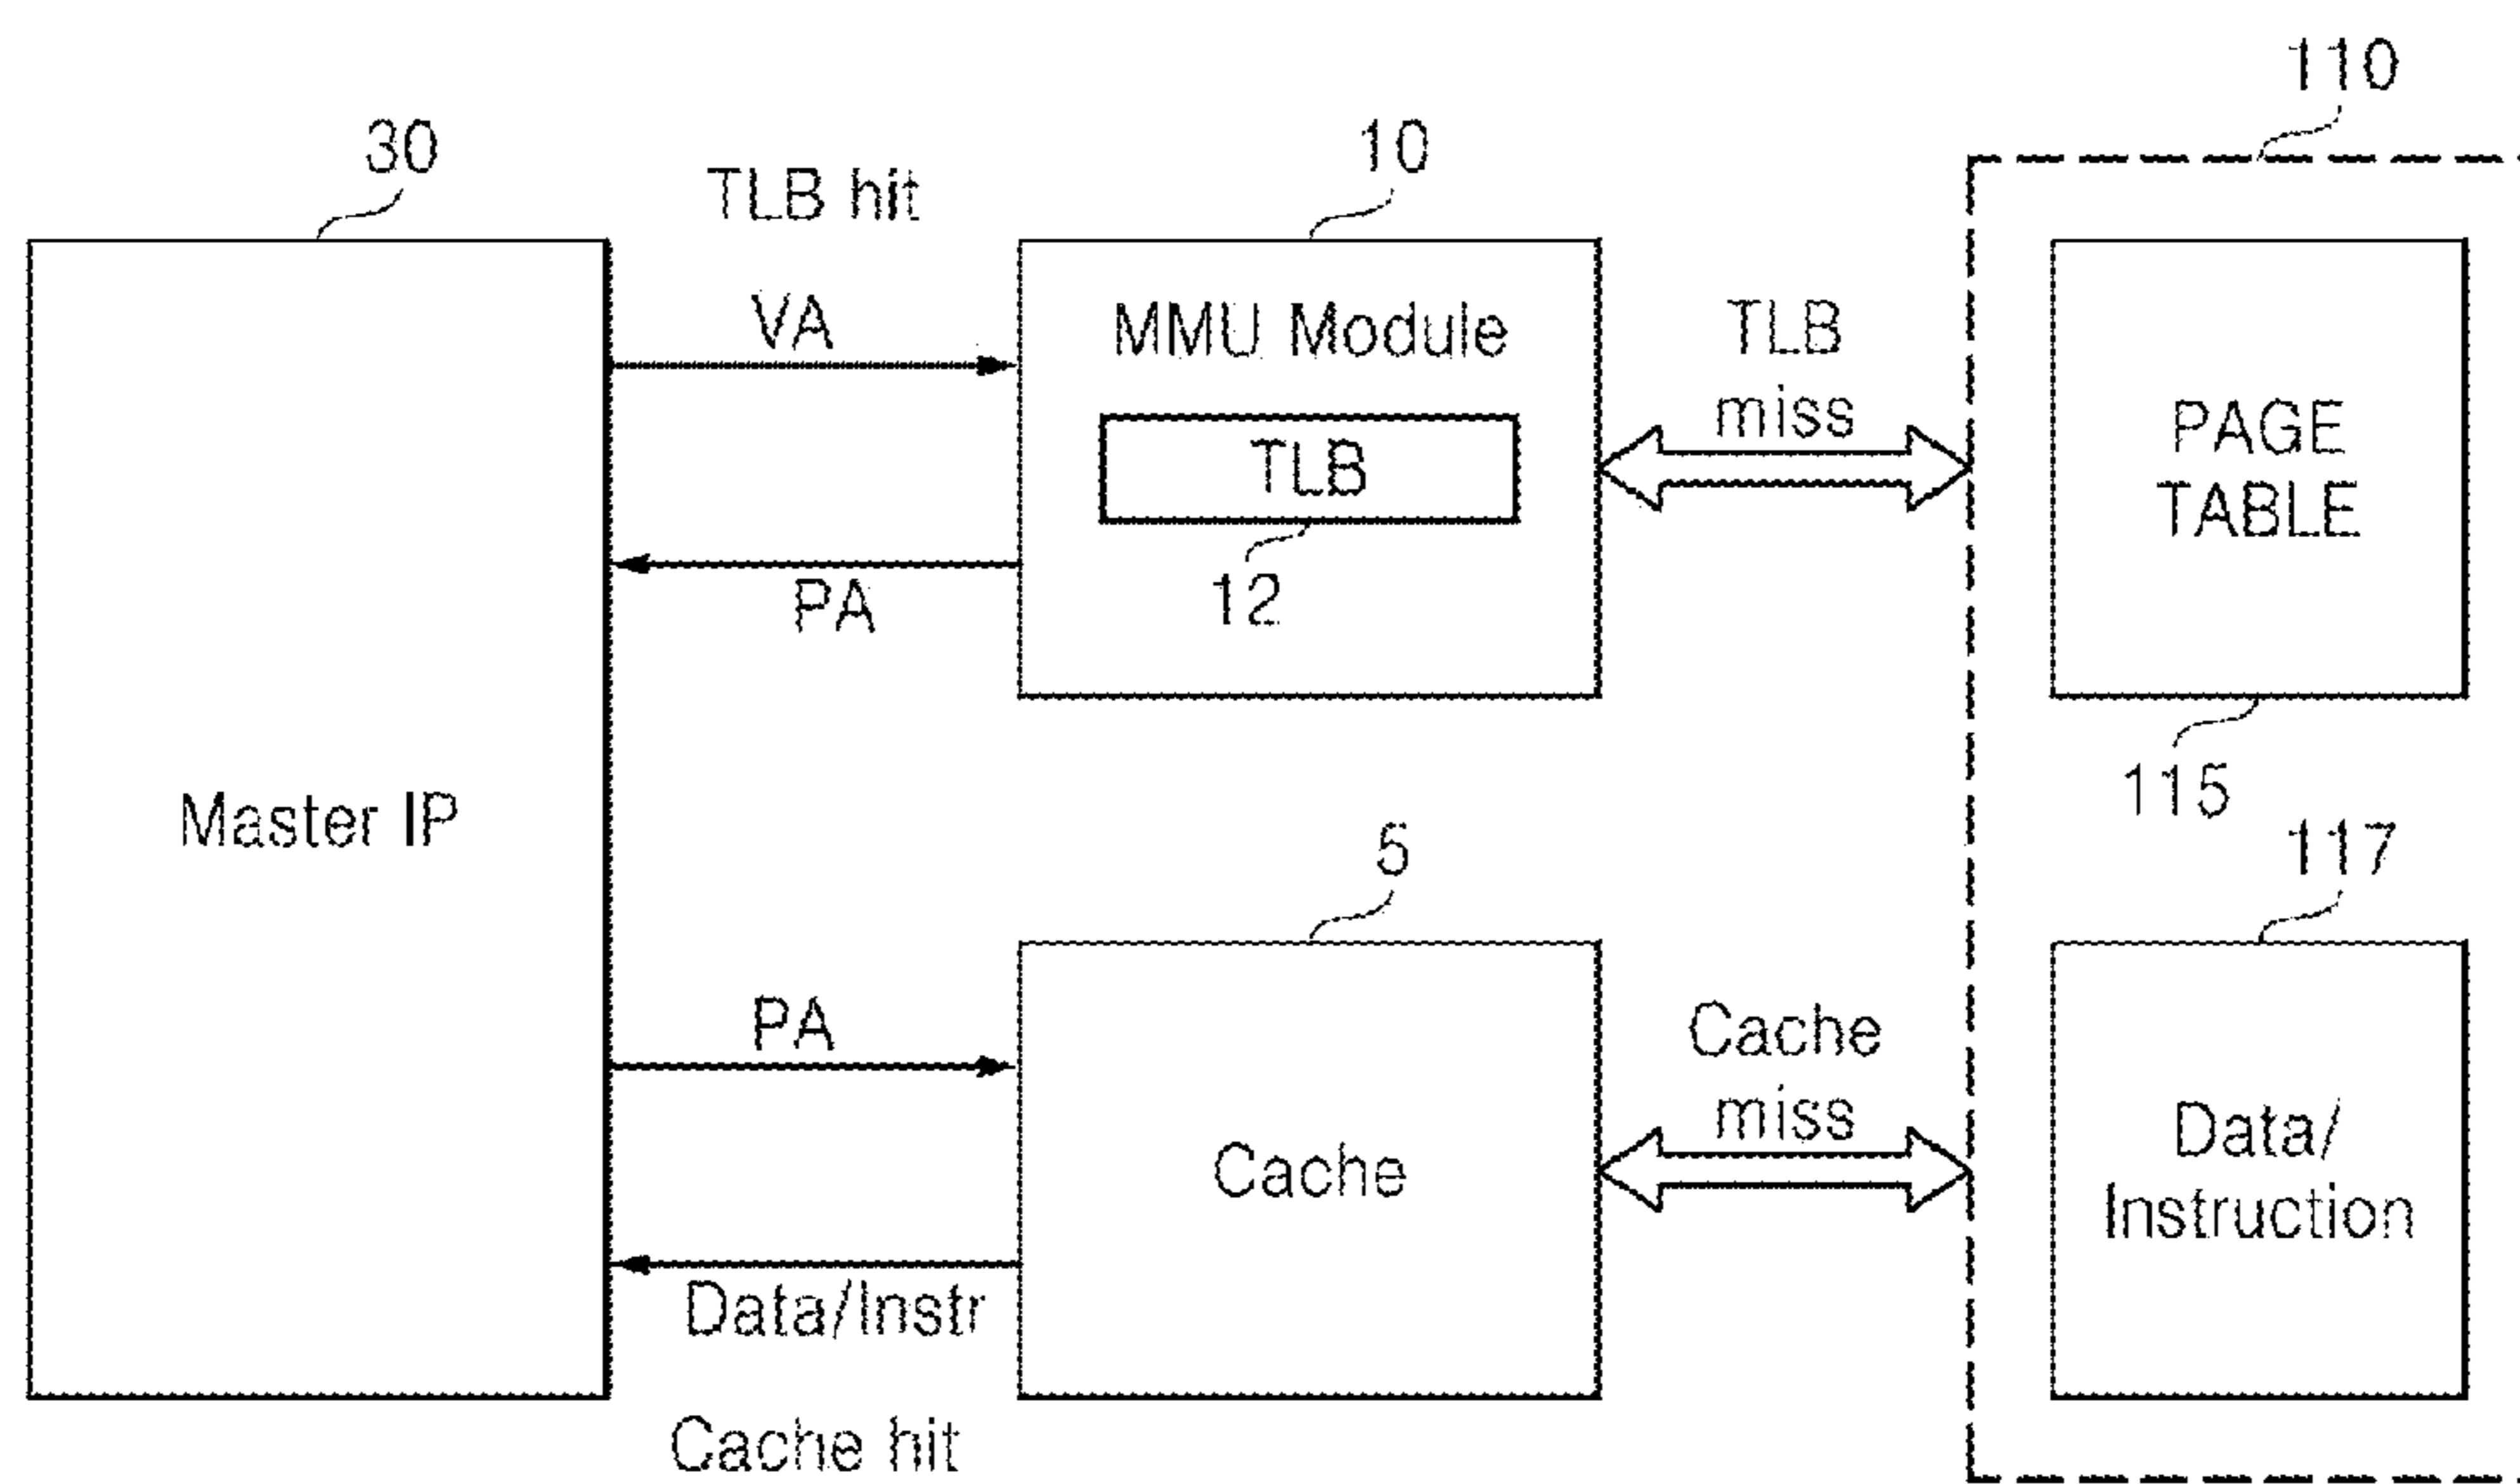 110
30
TLB hit
10
VA
MMU Module
TLB
miss
TLB
PAGE
TABLE
PA
12
115
Master IP
5
117
PA
Cache
miss
Cache
Data/
Instruction
Data/Instr
Cache hit